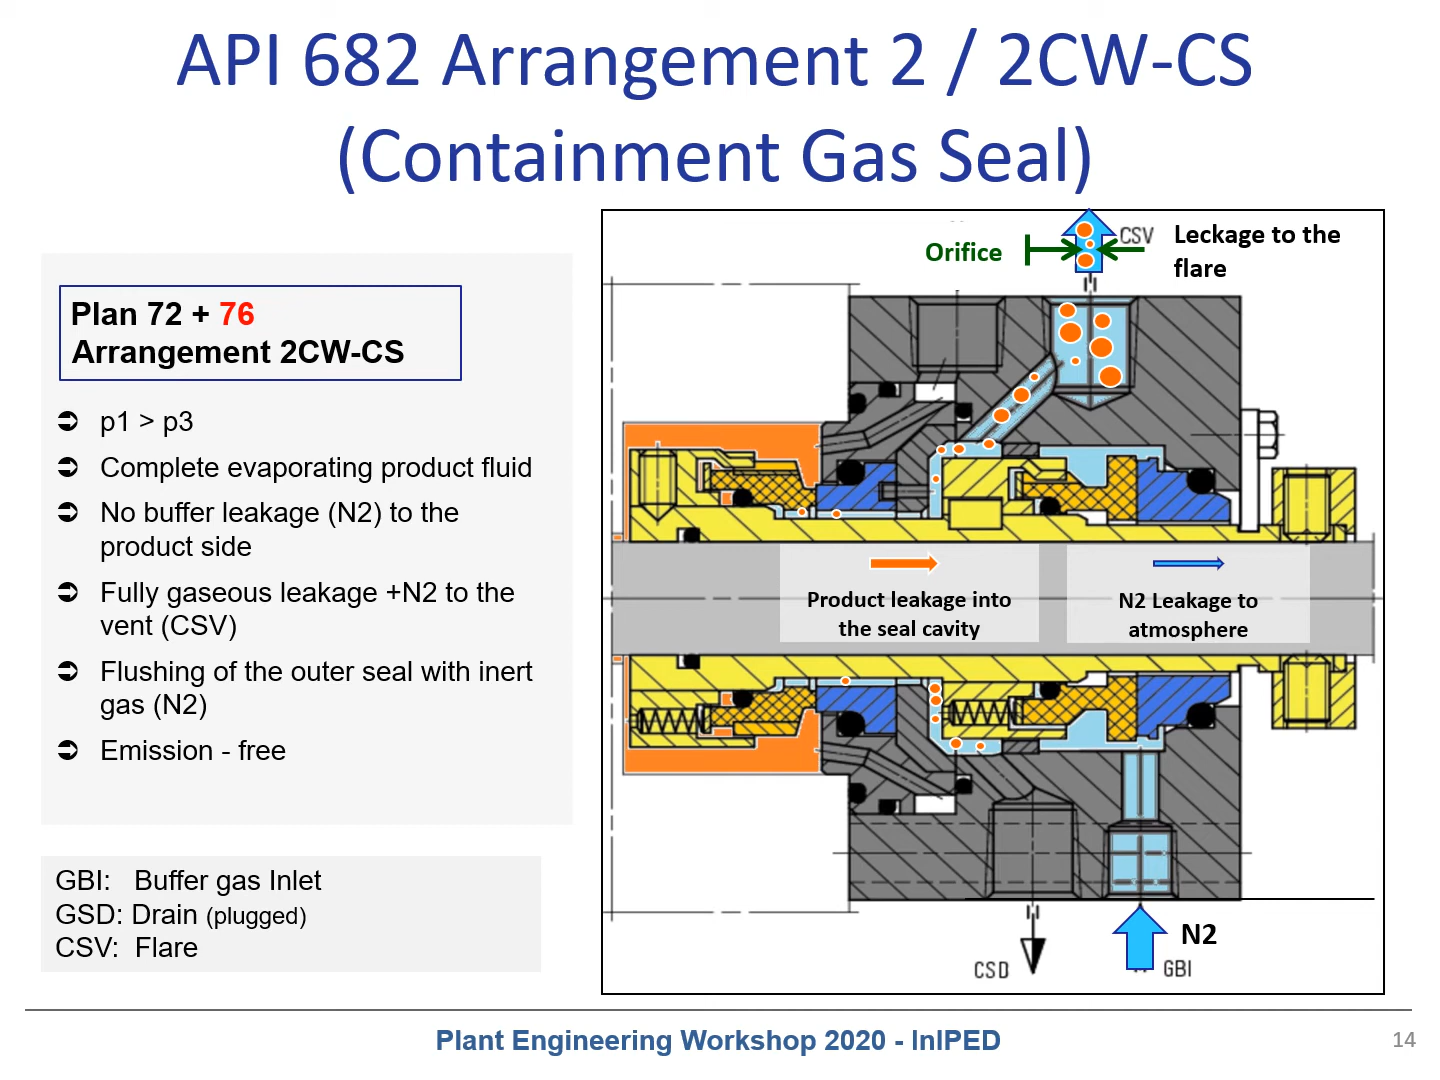 API 682 Arrangement 2 / 2CW-CS
(Containment Gas Seal)
Plan 72 + 76
Arrangement 2CW-CS
p1 > p3
Complete evaporating product fluid
No buffer leakage (N2) to the
product side
Fully gaseous leakage +N2 to the
vent (CSV)
Flushing of the outer seal with inert
gas (N2)
Emission - free
GBI: Buffer gas Inlet
GSD: Drain (plugged)
CSV: Flare
Orifice
CSV
Leckage to the
flare
Product leakage into
the seal cavity
N2 Leakage to
atmosphere
CSD
N2
GBI
Plant Engineering Workshop 2020 - InIPED
14